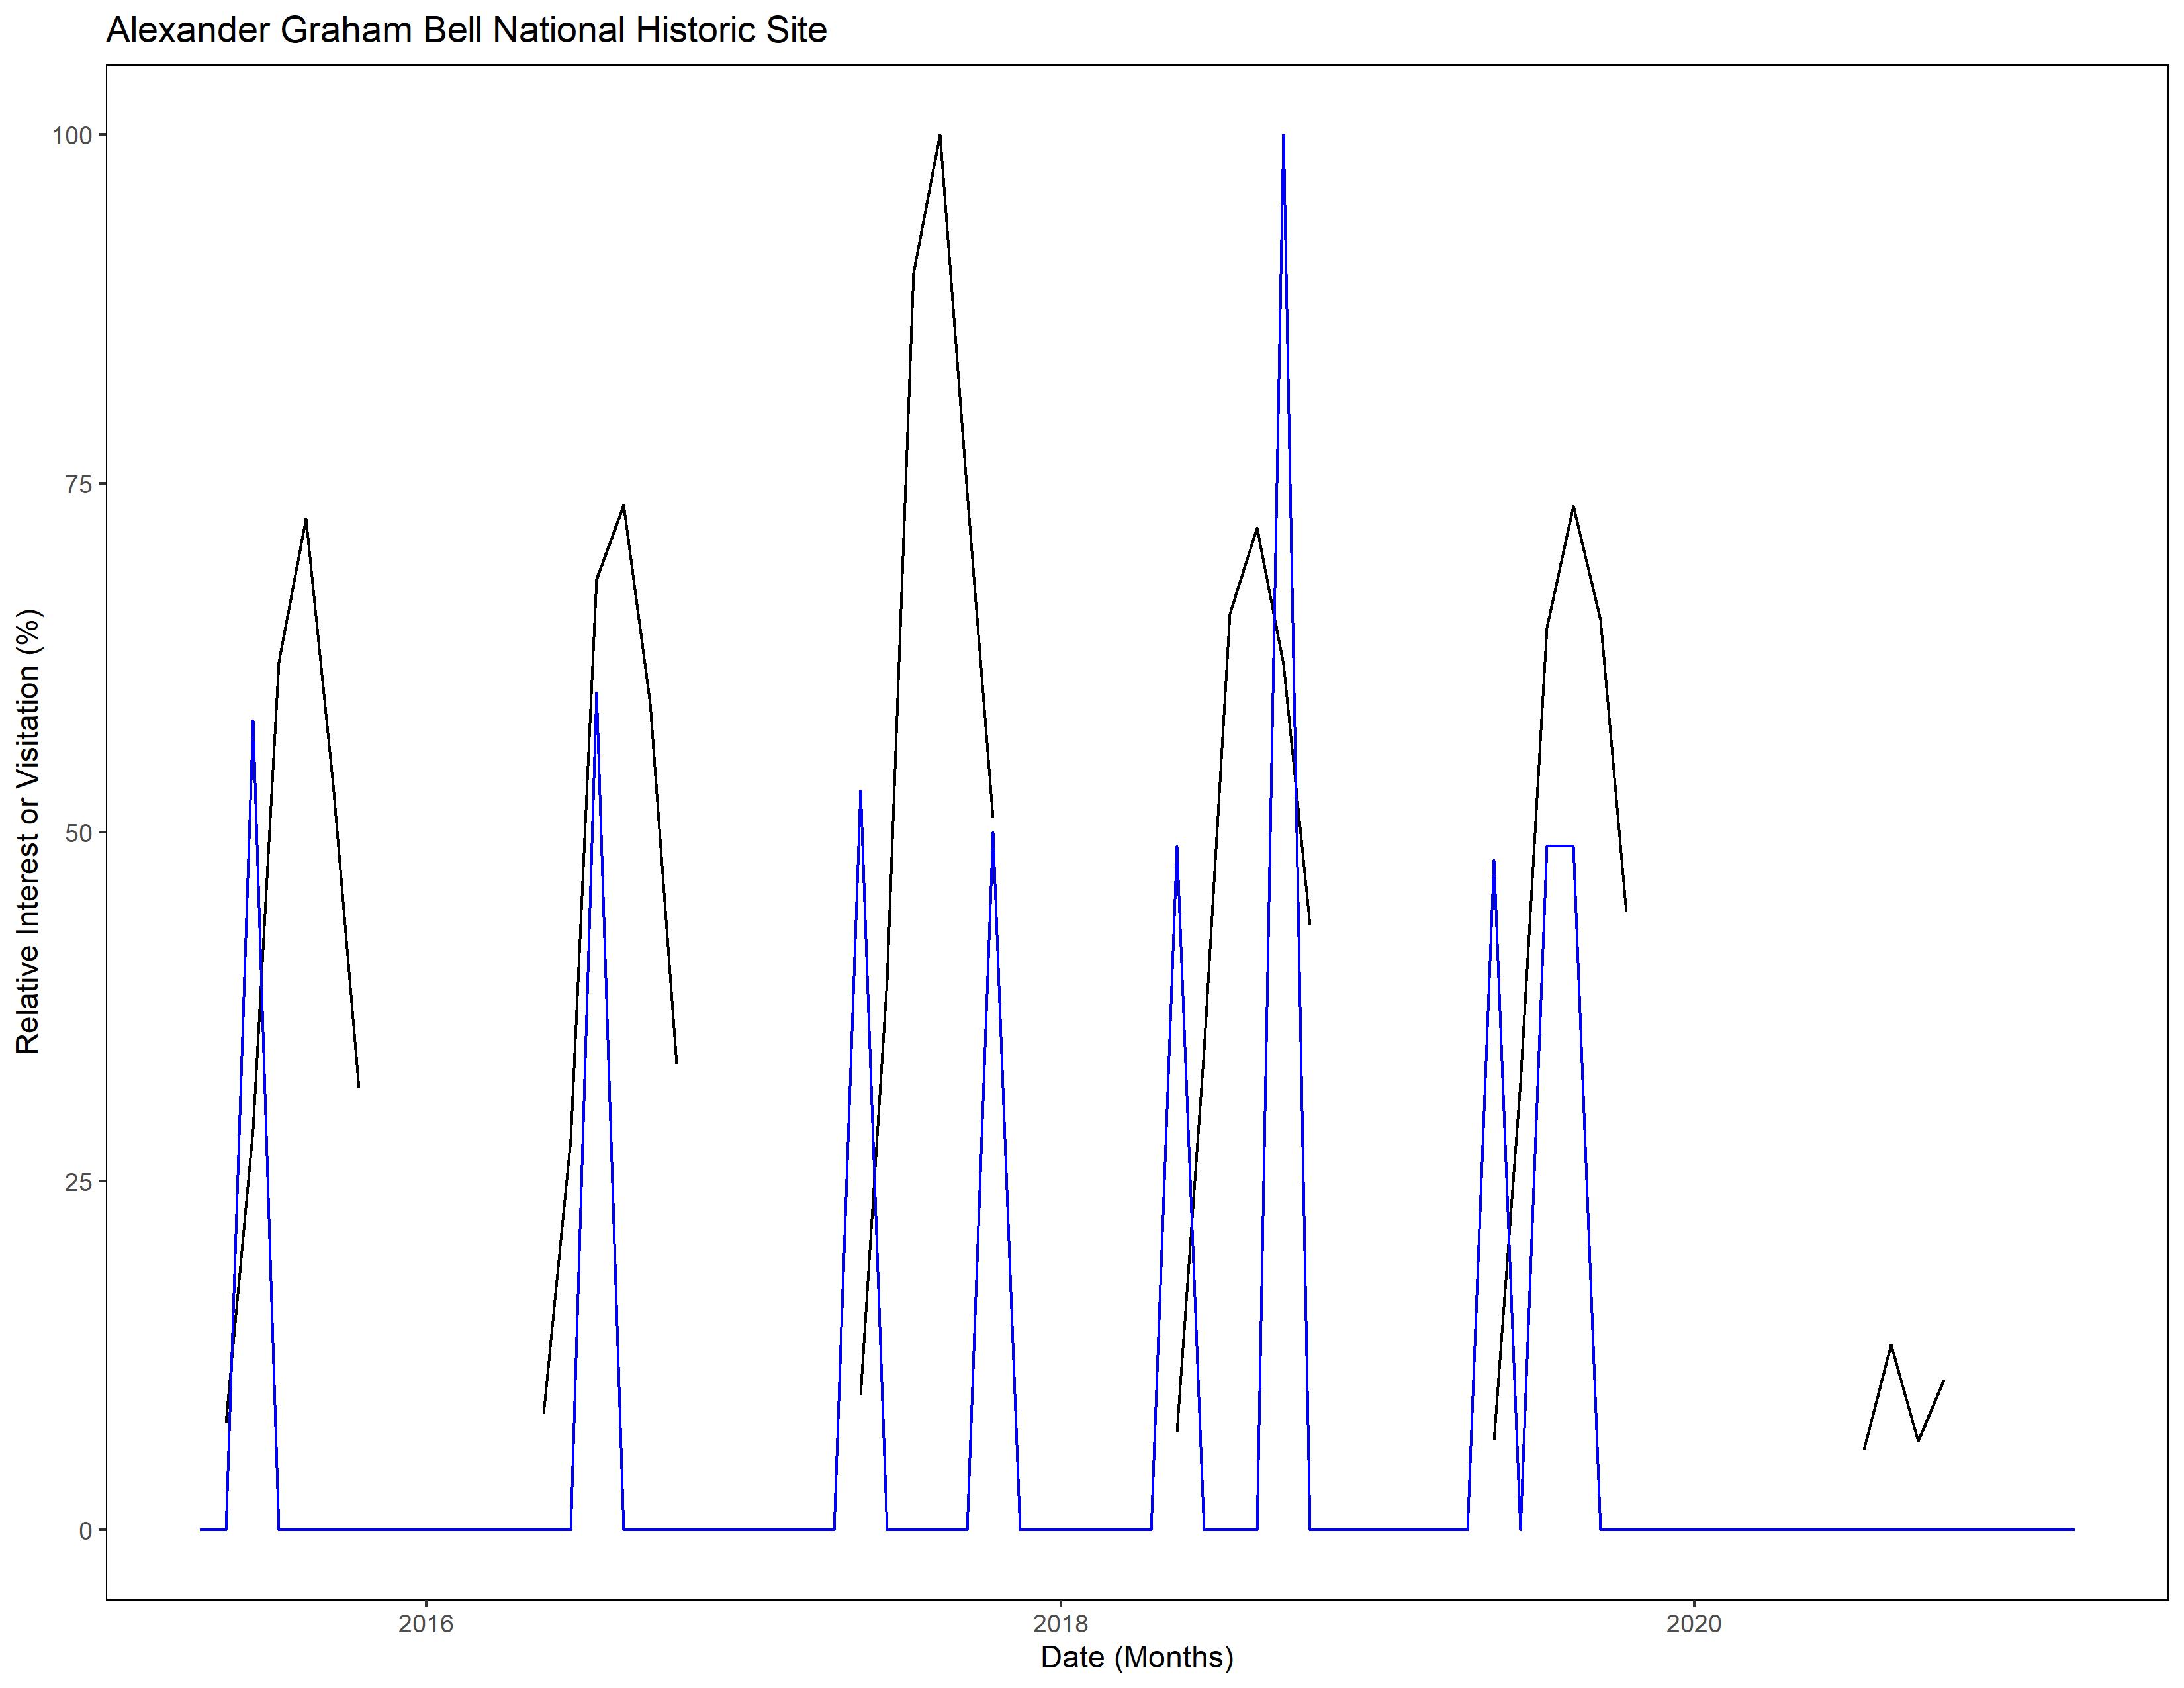 Alexander Graham Bell National Historic Site
Relative Interest or Visitation (%)
100
75
50
25
0
2016
2018
2020
Date (Months)